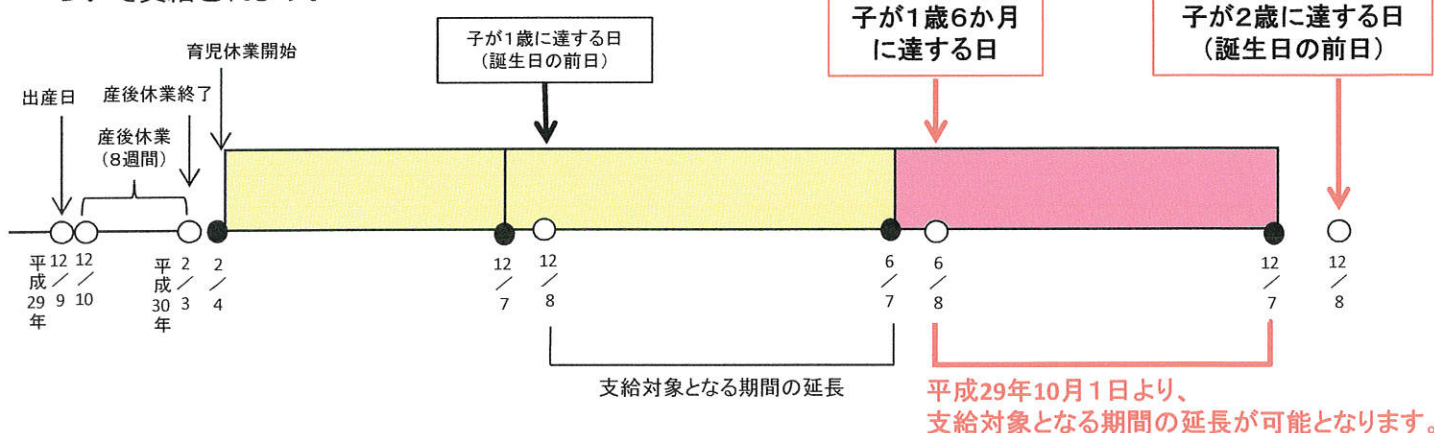 子が1歳6か月
に達する日
子が2歳に達する日
(誕生日の前日)
子が1歳に達する日
(誕生日の前日)
育児休業開始
出産日
産後休業終了
産後休業
(8週間)
平成29年
12/9
12/10
平成30年
2/3
2/4
12/7
12/8
6/7
6/8
12/7
12/8
支給対象となる期間の延長
平成29年10月1日より、
支給対象となる期間の延長が可能となります。